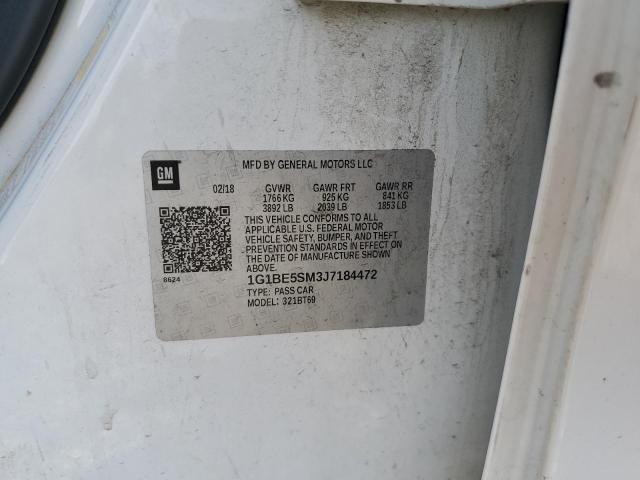 GM
MFD BY GENERAL MOTORS LLC
02/18 GVWR GAWR FRT GAWR RR
1766 KG 925 KG 841 KG
3892 LB 2039 LB 1853 LB
THIS VEHICLE CONFORMS TO ALL
APPLICABLE U.S. FEDERAL MOTOR
VEHICLE SAFETY, BUMPER, AND THEFT
PREVENTION STANDARDS IN EFFECT ON
THE DATE OF MANUFACTURE SHOWN
ABOVE.
8624
1G1BE5SM3J7184472
TYPE: PASS CAR
MODEL: 321BT69